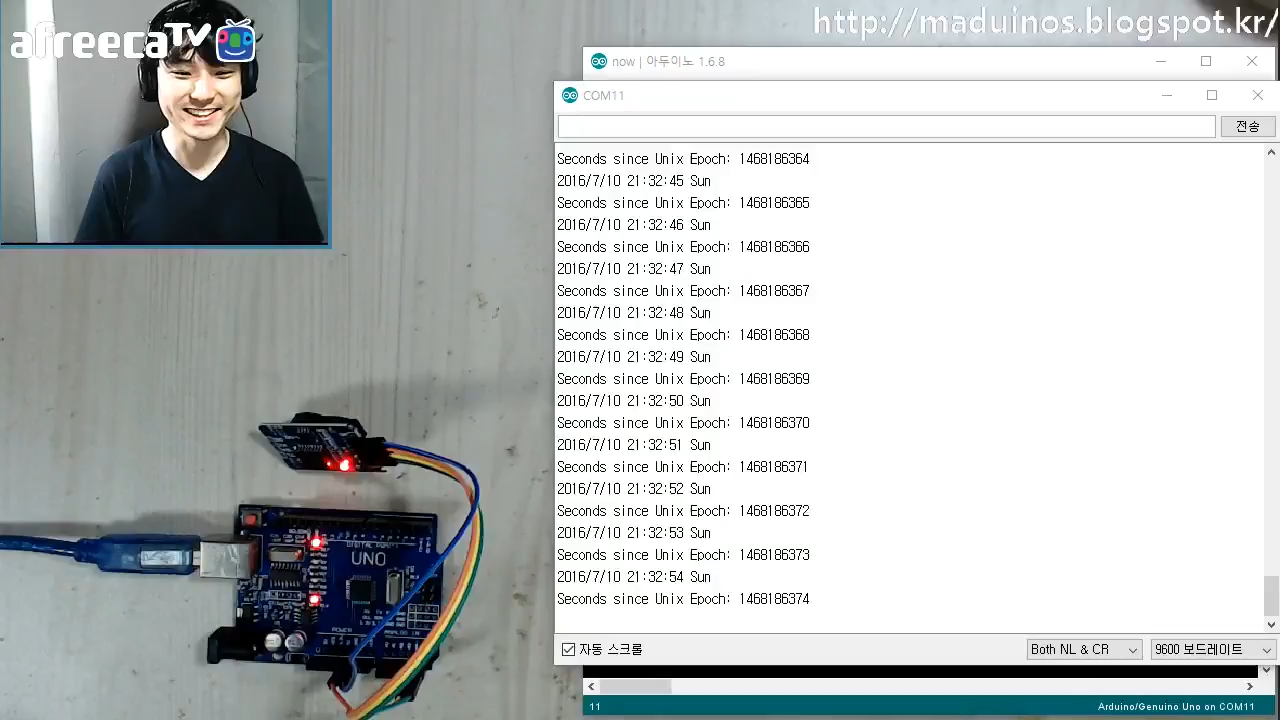 afreecaTV
http://maduinos.blogspot.kr/
now | 아두이노 1.6.8
COM11
전송
Seconds since Unix Epoch: 1468186364
2016/7/10 21:32:45 Sun
Seconds since Unix Epoch: 1468186365
2016/7/10 21:32:46 Sun
Seconds since Unix Epoch: 1468186366
2016/7/10 21:32:47 Sun
Seconds since Unix Epoch: 1468186367
2016/7/10 21:32:48 Sun
Seconds since Unix Epoch: 1468186368
2016/7/10 21:32:49 Sun
Seconds since Unix Epoch: 1468186369
2016/7/10 21:32:50 Sun
Seconds since Unix Epoch: 1468186370
2016/7/10 21:32:51 Sun
Seconds since Unix Epoch: 1468186371
2016/7/10 21:32:52 Sun
Seconds since Unix Epoch: 1468186372
2016/7/10 21:32:53 Sun
Seconds since Unix Epoch: 1468186373
2016/7/10 21:32:54 Sun
Seconds since Unix Epoch: 1468186374
자동 스크롤
Both NL & CR
9600 보드레이트
11
Arduino/Genuino Uno on COM11
UNO
POWER